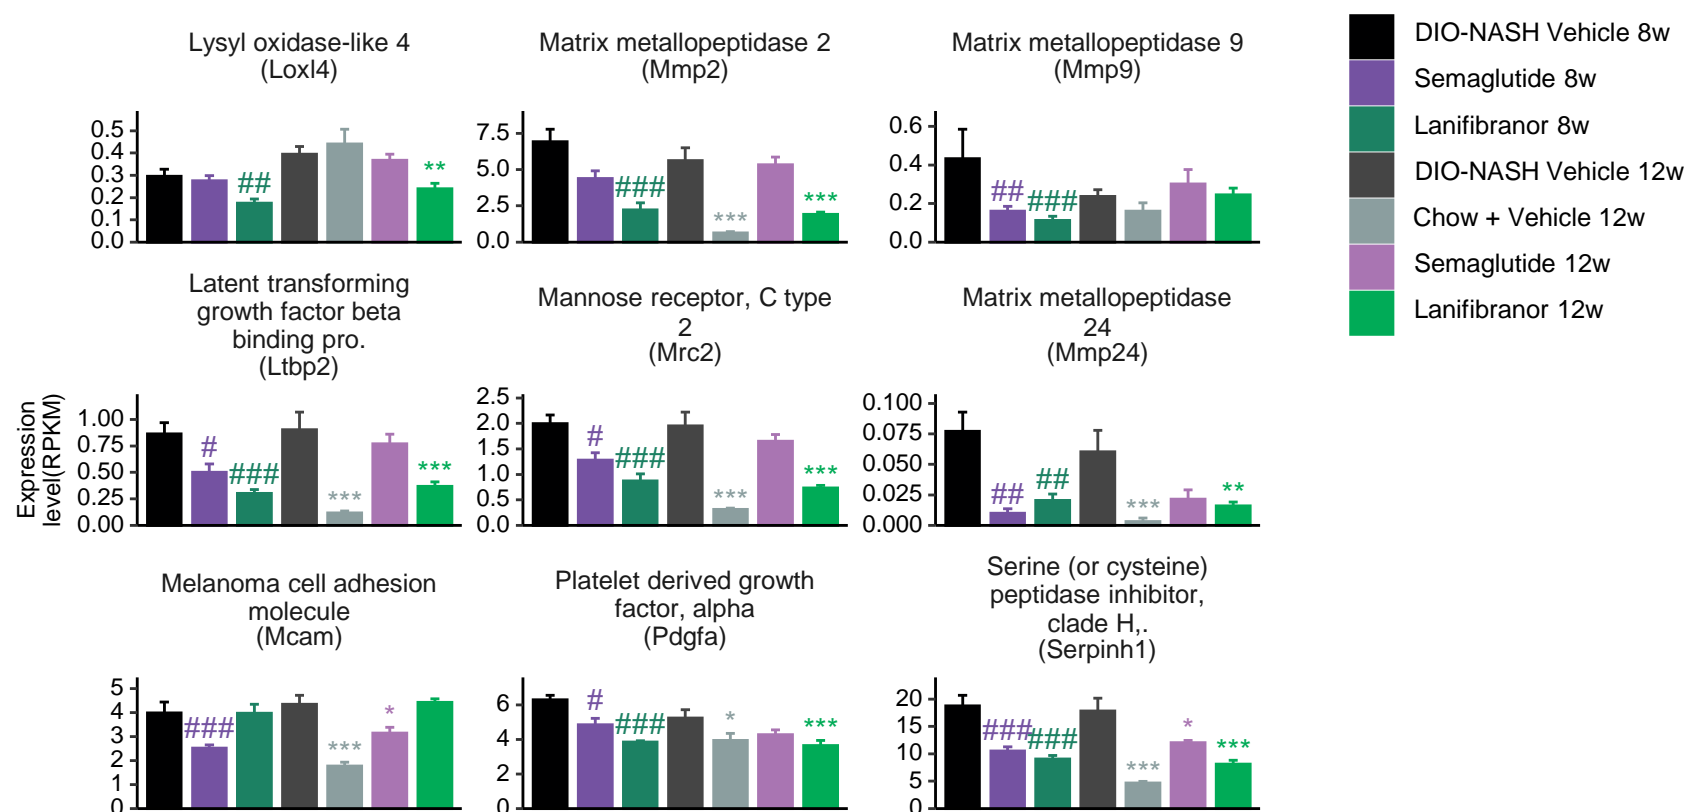 Lysyl oxidase-like 4
(Loxl4)
0.5
0.4
0.3
0.2
0.1
0.0
##
**
Matrix metallopeptidase 2
(Mmp2)
7.5
5.0
2.5
0.0
###
***
***
Matrix metallopeptidase 9
(Mmp9)
0.6
0.4
0.2
0.0
##
###
DIO-NASH Vehicle 8w
Semaglutide 8w
Lanifibranor 8w
DIO-NASH Vehicle 12w
Chow + Vehicle 12w
Semaglutide 12w
Lanifibranor 12w
Expression
level(RPKM)
Latent transforming
growth factor beta
binding pro.
(Ltbp2)
1.00
0.75
0.50
0.25
0.00
#
###
***
***
Mannose receptor, C type
2
(Mrc2)
2.5
2.0
1.5
1.0
0.5
0.0
#
###
***
***
Matrix metallopeptidase
24
(Mmp24)
0.100
0.075
0.050
0.025
0.000
##
##
***
**
Melanoma cell adhesion
molecule
(Mcam)
5
4
3
2
1
0
###
***
*
Platelet derived growth
factor, alpha
(Pdgfa)
6
4
2
0
#
###
*
***
Serine (or cysteine)
peptidase inhibitor,
clade H,.
(Serpinh1)
20
15
10
5
0
###
###
***
*
***